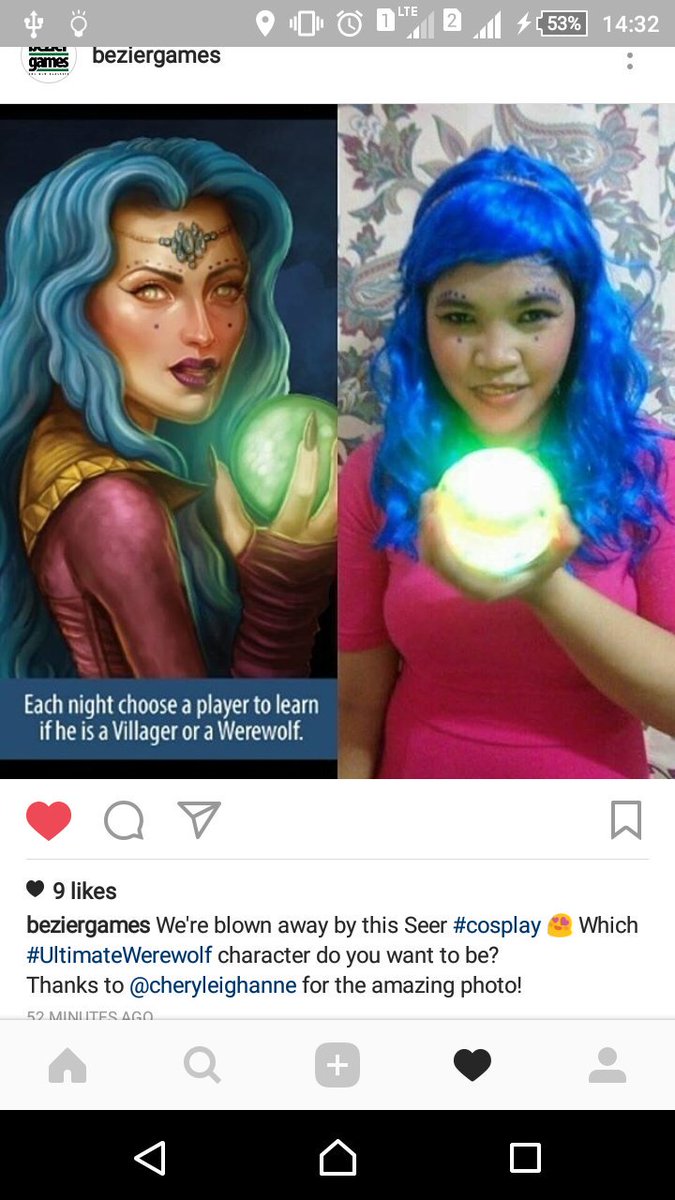 1 LTE 2 53% 14:32
bezier
games
beziergames
Each night choose a player to learn
if he is a Villager or a Werewolf.
9 likes
beziergames We're blown away by this Seer #cosplay 😍 Which
#UltimateWerewolf character do you want to be?
Thanks to @cheryleighanne for the amazing photo!
52 MINUTES AGO